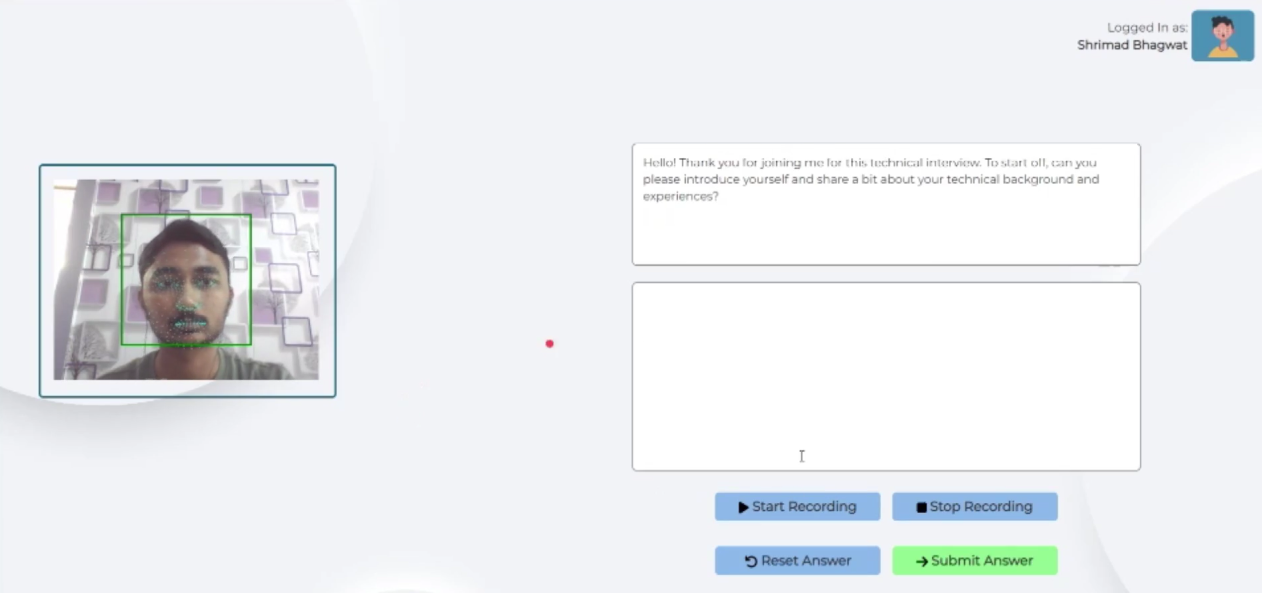 Logged In as:
Shrimad Bhagwat
Hello! Thank you for joining me for this technical interview. To start off, can you
please introduce yourself and share a bit about your technical background and
experiences?
Start Recording
Stop Recording
Reset Answer
Submit Answer